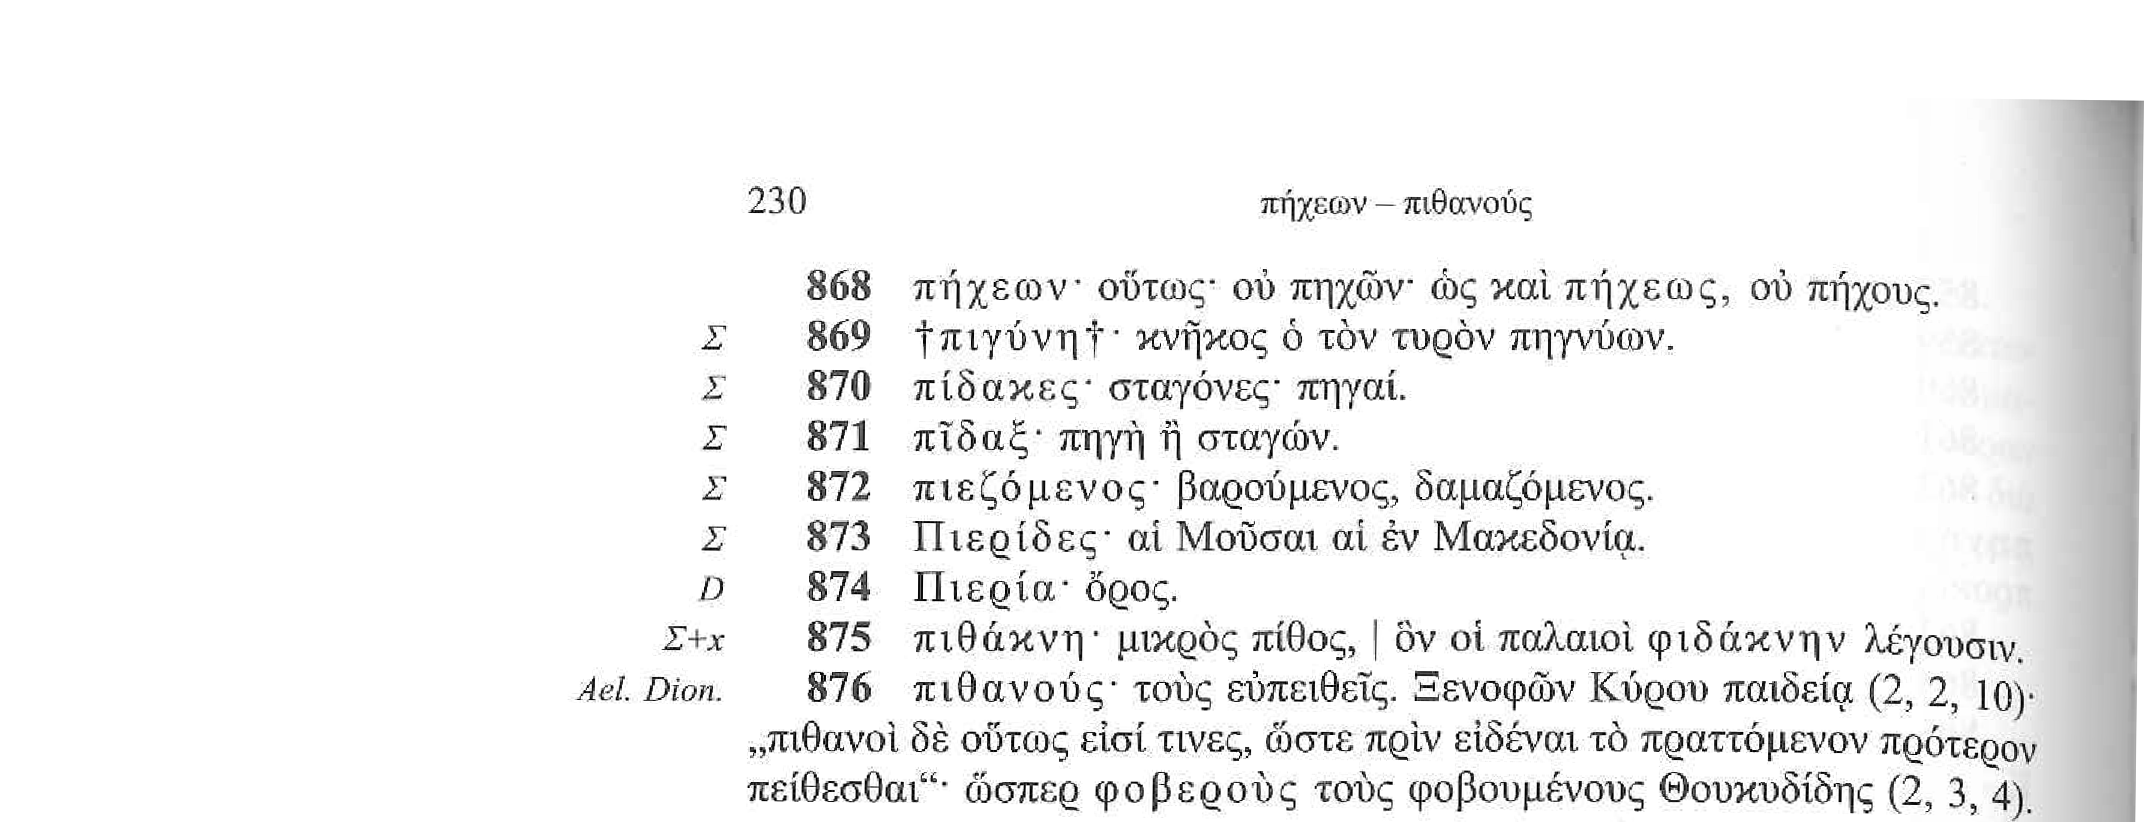 230 πήχεων – πιθανούς
868 πήχεων· οὕτως· οὐ πηχῶν· ὡς καὶ πήχεως, οὐ πήχους.
Σ 869 †πιγύνη†· κνῆκος ὁ τὸν τυρὸν πηγνύων.
Σ 870 πίδακες· σταγόνες· πηγαί.
Σ 871 πῖδαξ· πηγὴ ἢ σταγών.
Σ 872 πιεζόμενος· βαρούμενος, δαμαζόμενος.
Σ 873 Πιερίδες· αἱ Μοῦσαι αἱ ἐν Μακεδονίᾳ.
D 874 Πιερία· ὄρος.
Σ+x 875 πιθάκνη· μικρὸς πίθος, | ὃν οἱ παλαιοὶ φιδάκνην λέγουσιν.
Ael. Dion. 876 πιθανούς· τοὺς εὐπειθεῖς. Ξενοφῶν Κύρου παιδείᾳ (2, 2, 10)·
„πιθανοὶ δὲ οὕτως εἰσί τινες, ὥστε πρὶν εἰδέναι τὸ πραττόμενον πρότερον
πείθεσθαι“· ὥσπερ φοβεροὺς τοὺς φοβουμένους Θουκυδίδης (2, 3, 4).